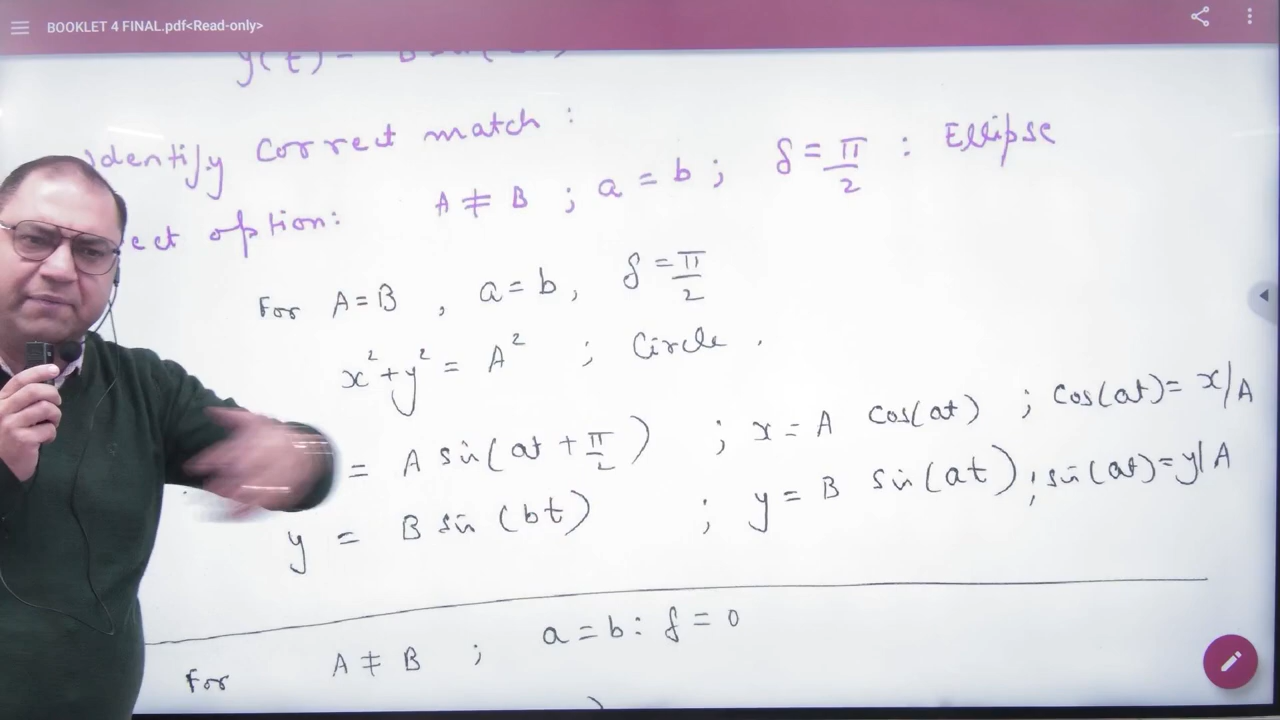 BOOKLET 4 FINAL.pdf<Read-only>
y(t) =
Identify correct match :
ect option: A ≠ B ; a = b ; δ = π/2 : Ellipse
For A=B , a=b, δ = π/2
x² + y² = A² ; Circle .
= A sin(at + π/2) ; x = A cos(at) ; cos(at) = x/A
y = B sin(bt) ; y = B sin(at) ; sin(at) = y/A
For A ≠ B ; a = b : δ = 0